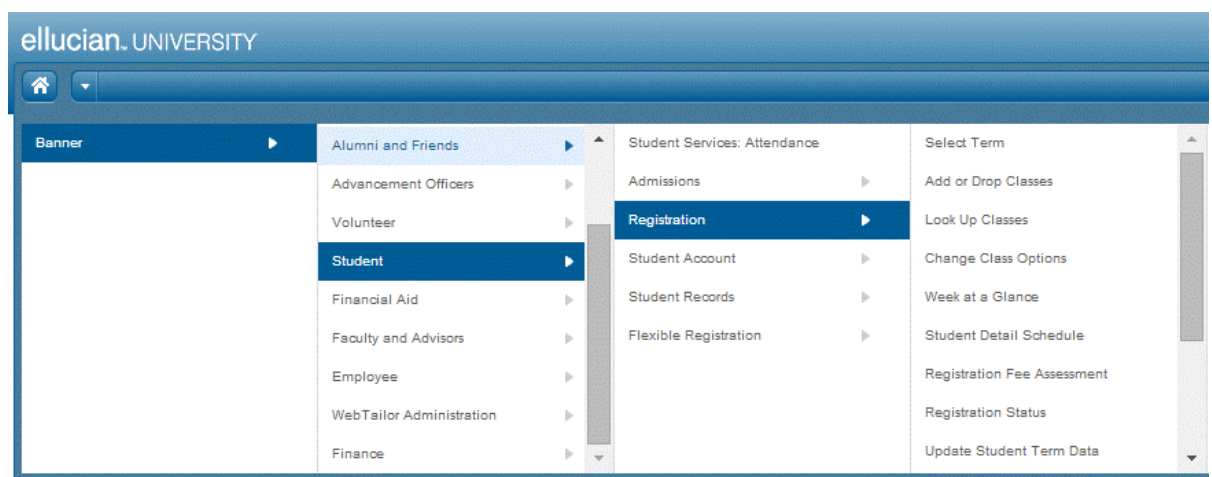 ellucian™ UNIVERSITY
Banner
Alumni and Friends
Advancement Officers
Volunteer
Student
Financial Aid
Faculty and Advisors
Employee
WebTailor Administration
Finance
Student Services: Attendance
Admissions
Registration
Student Account
Student Records
Flexible Registration
Select Term
Add or Drop Classes
Look Up Classes
Change Class Options
Week at a Glance
Student Detail Schedule
Registration Fee Assessment
Registration Status
Update Student Term Data